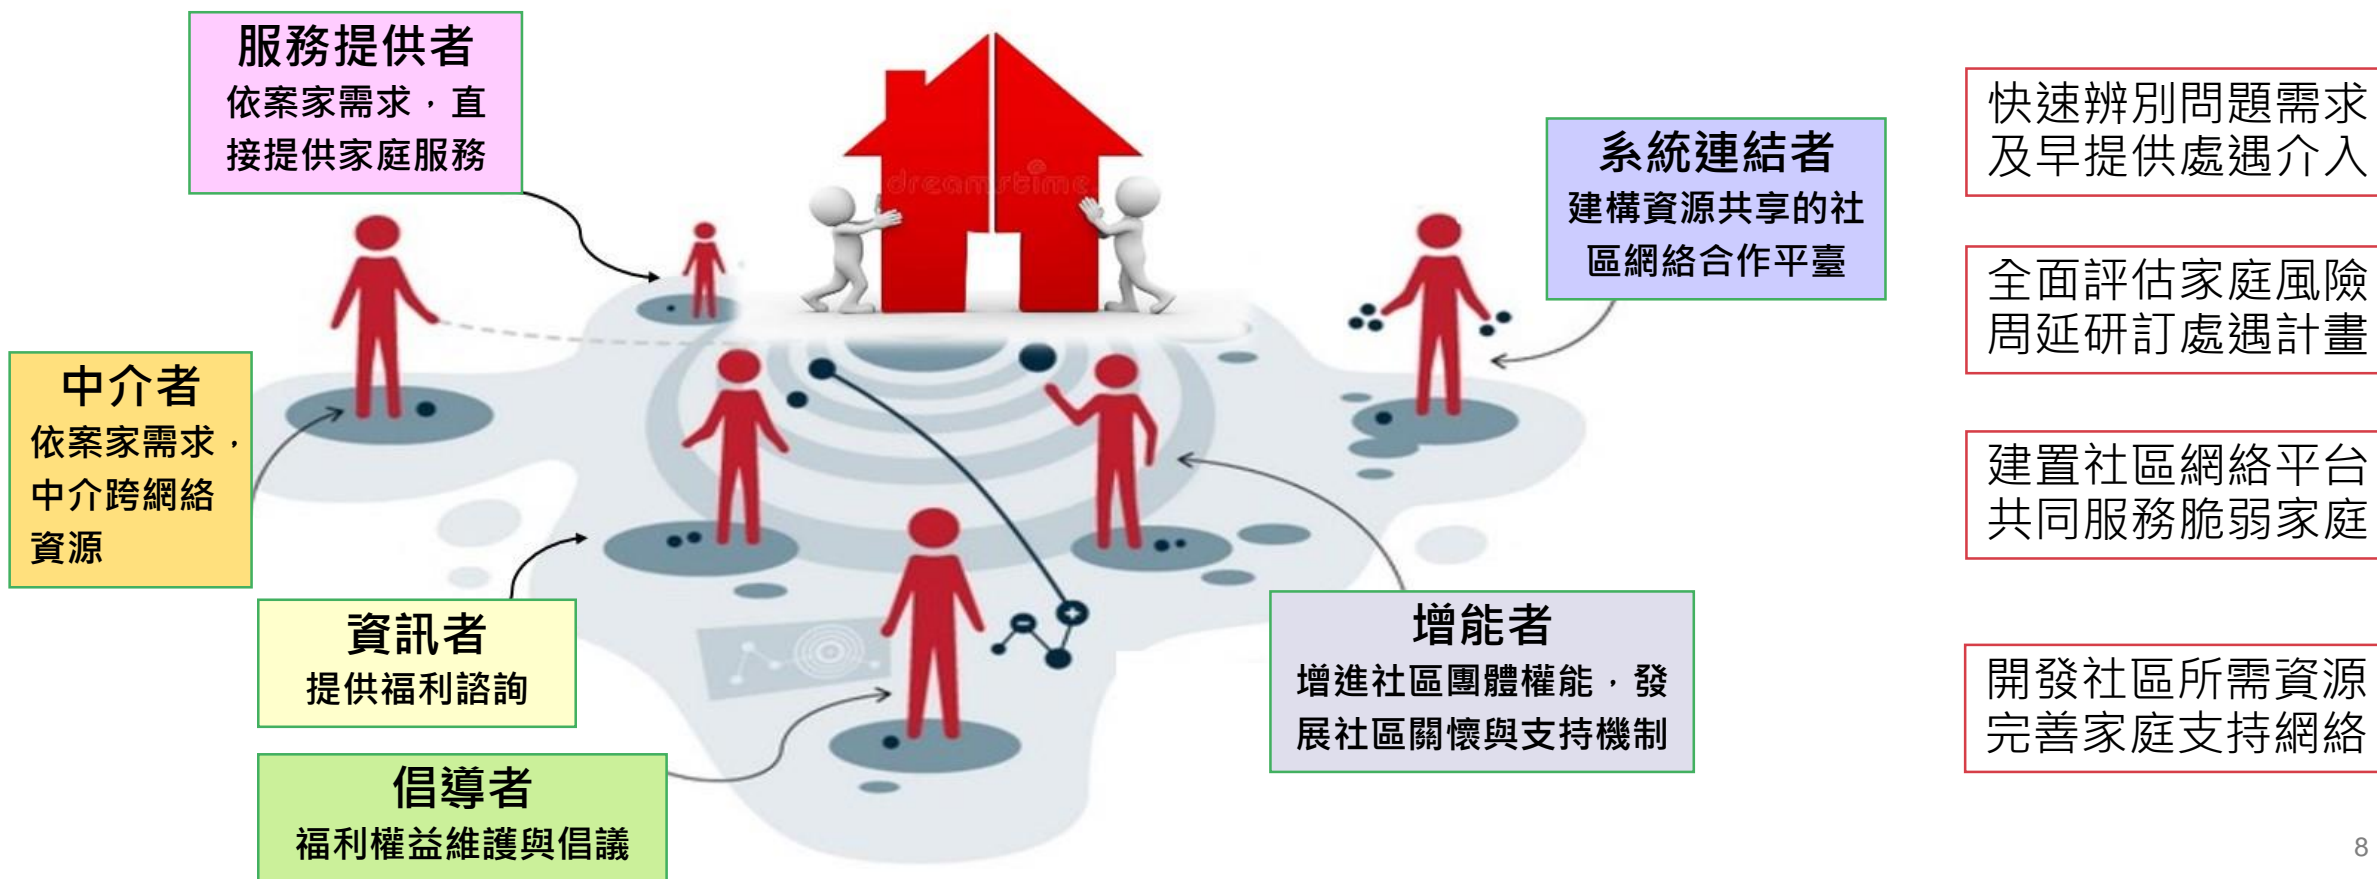 服務提供者
依案家需求，直
接提供家庭服務
dreamstime
系統連結者
建構資源共享的社
區網絡合作平臺
中介者
依案家需求，
中介跨網絡
資源
資訊者
提供福利諮詢
倡導者
福利權益維護與倡議
增能者
增進社區團體權能，發
展社區關懷與支持機制
快速辨別問題需求
及早提供處遇介入
全面評估家庭風險
周延研訂處遇計畫
建置社區網絡平台
共同服務脆弱家庭
開發社區所需資源
完善家庭支持網絡
8